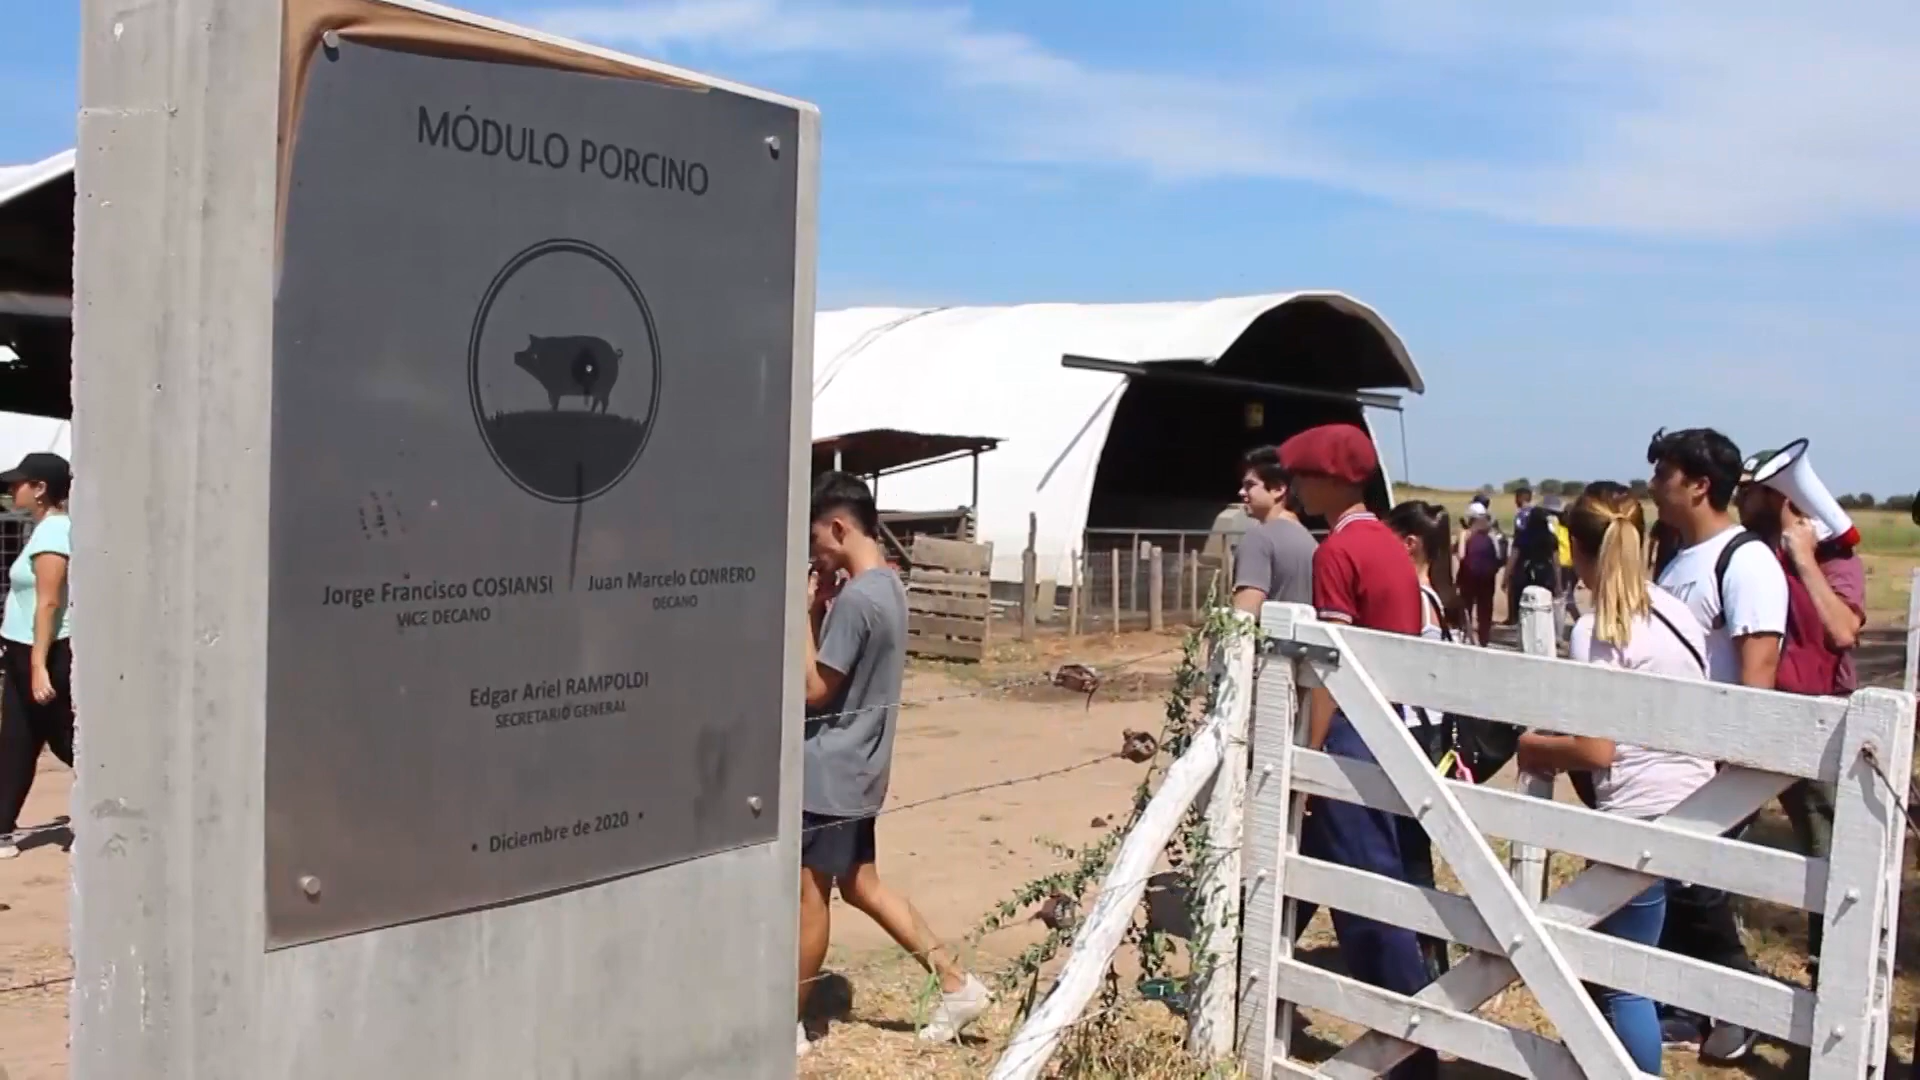 MÓDULO PORCINO
Jorge Francisco COSIANSI
VICE DECANO
Juan Marcelo CONRERO
DECANO
Edgar Ariel RAMPOLDI
SECRETARIO GENERAL
• Diciembre de 2020 •